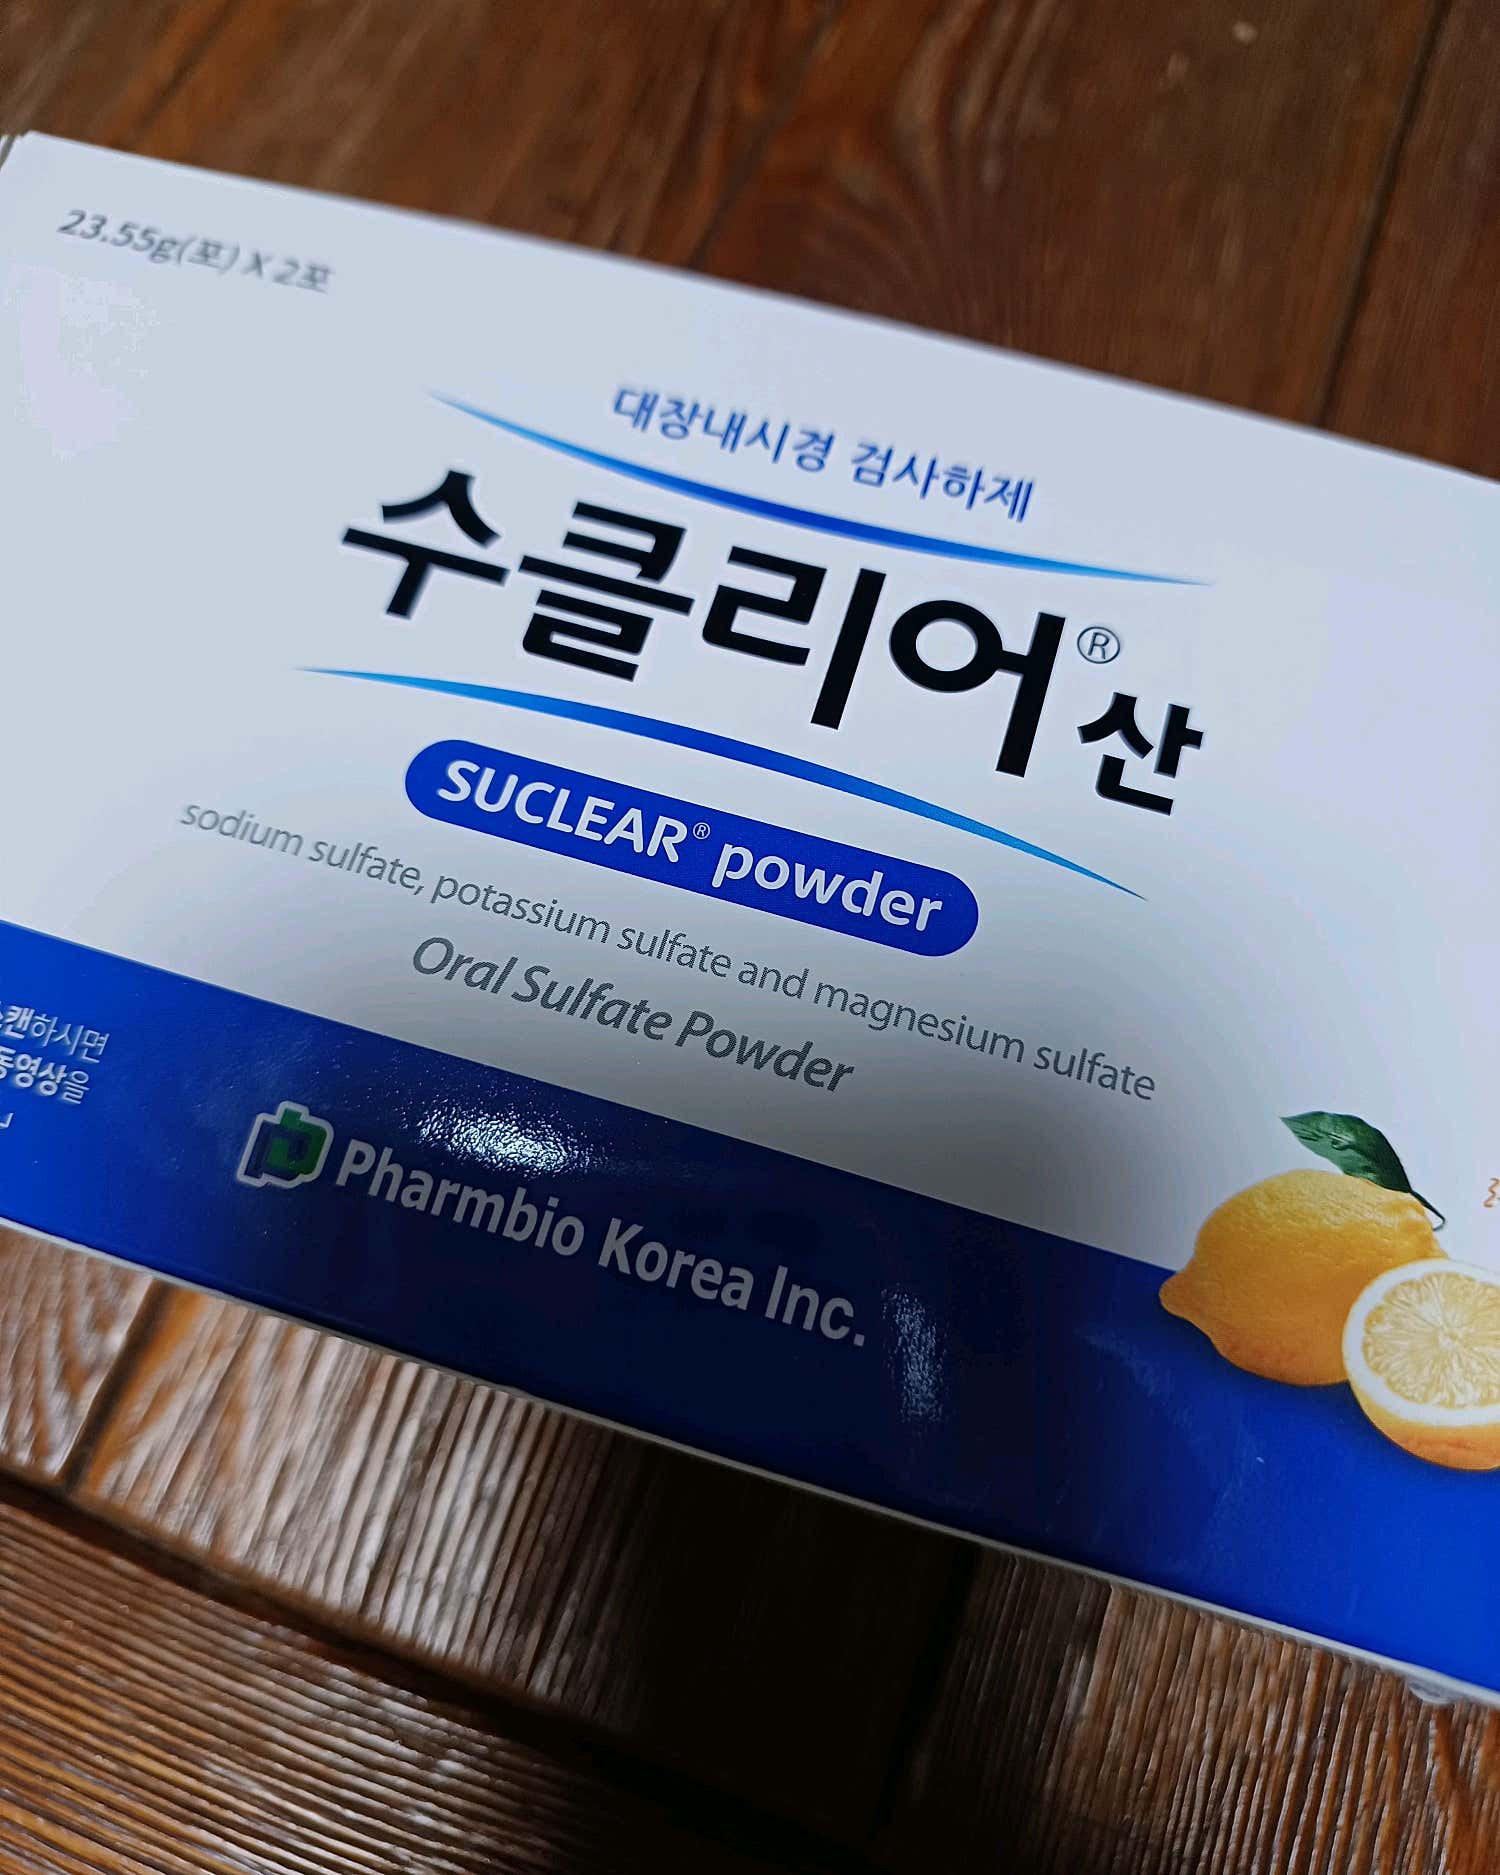 23.55g(포) X 2포
대장내시경 검사하제
수클리어® 산
SUCLEAR® powder
sodium sulfate, potassium sulfate and magnesium sulfate
Oral Sulfate Powder
캔하시면
동영상을
Pharmbio Korea Inc.